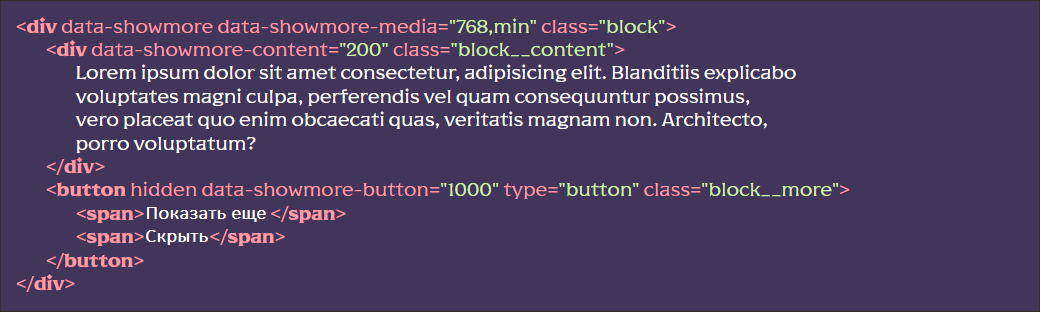 <div data-showmore data-showmore-media="768,min" class="block">
<div data-showmore-content="200" class="block__content">
Lorem ipsum dolor sit amet consectetur, adipisicing elit. Blanditiis explicabo
voluptates magni culpa, perferendis vel quam consequuntur possimus,
vero placeat quo enim obcaecati quas, veritatis magnam non. Architecto,
porro voluptatum?
</div>
<button hidden data-showmore-button="1000" type="button" class="block__more">
<span>Показать еще </span>
<span>Скрыть</span>
</button>
</div>